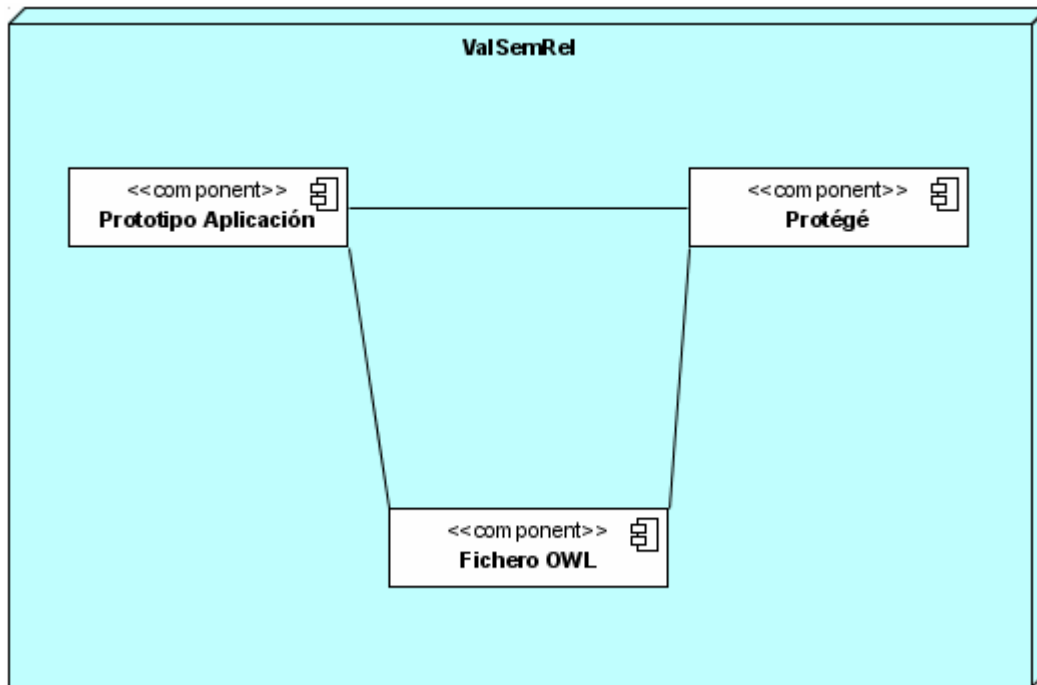 ValSemRel
<<component>>
Prototipo Aplicación
<<component>>
Protégé
<<component>>
Fichero OWL